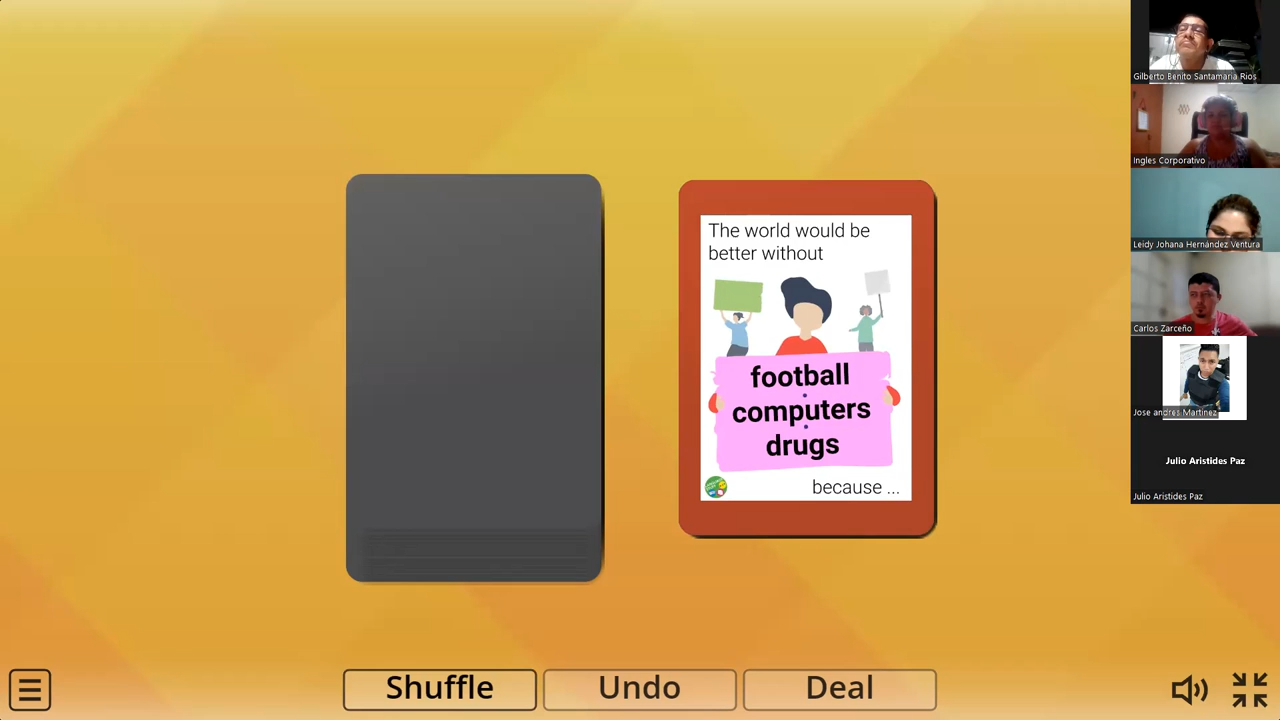 The world would be
better without
football
computers
drugs
because ...
Shuffle
Undo
Deal
Gilberto Benito Santamaria Rios
Ingles Corporativo
Leidy Johana Hernández Ventura
Carlos Zarceño
Jose andres Martinez
Julio Aristides Paz
Julio Aristides Paz